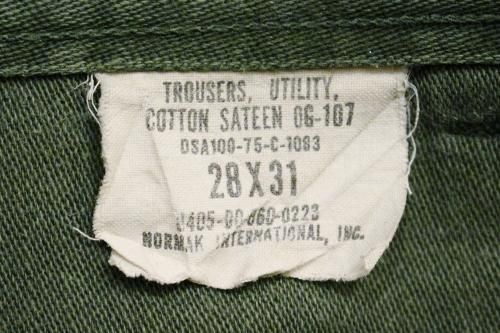 TROUSERS, UTILITY,
COTTON SATEEN OG-107
DSA100-75-C-1083
28X31
8405-00-060-0223
NORMAK INTERNATIONAL, INC.